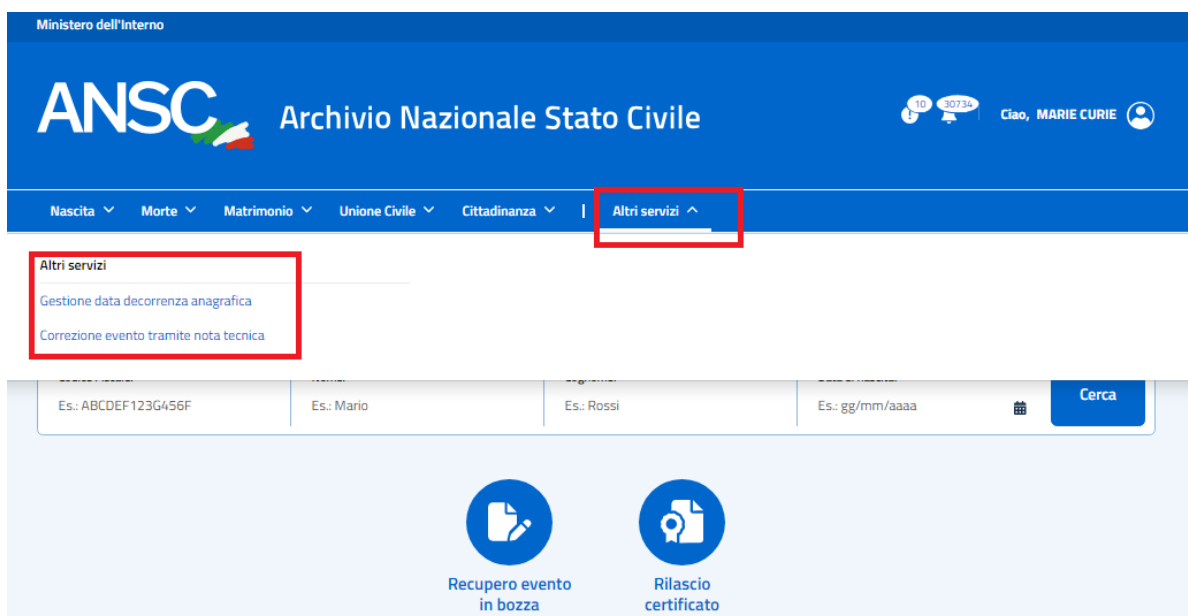 Ministero dell'Interno
ANSC
Archivio Nazionale Stato Civile
10
30734
Ciao, MARIE CURIE
Nascita
Morte
Matrimonio
Unione Civile
Cittadinanza
|
Altri servizi
Altri servizi
Gestione data decorrenza anagrafica
Correzione evento tramite nota tecnica
Es.: ABCDEF123G456F
Es.: Mario
Es.: Rossi
Es.: gg/mm/aaaa
Cerca
Recupero evento
in bozza
Rilascio
certificato